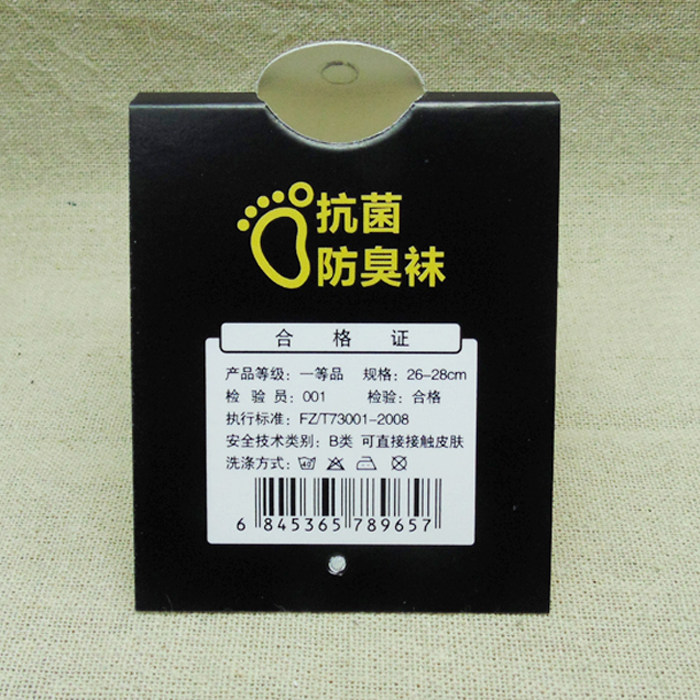 抗菌
防臭袜
合格证
产品等级：一等品 规格：26-28cm
检验员：001 检验：合格
执行标准：FZ/T73001-2008
安全技术类别：B类 可直接接触皮肤
洗涤方式：
6 845365 789657